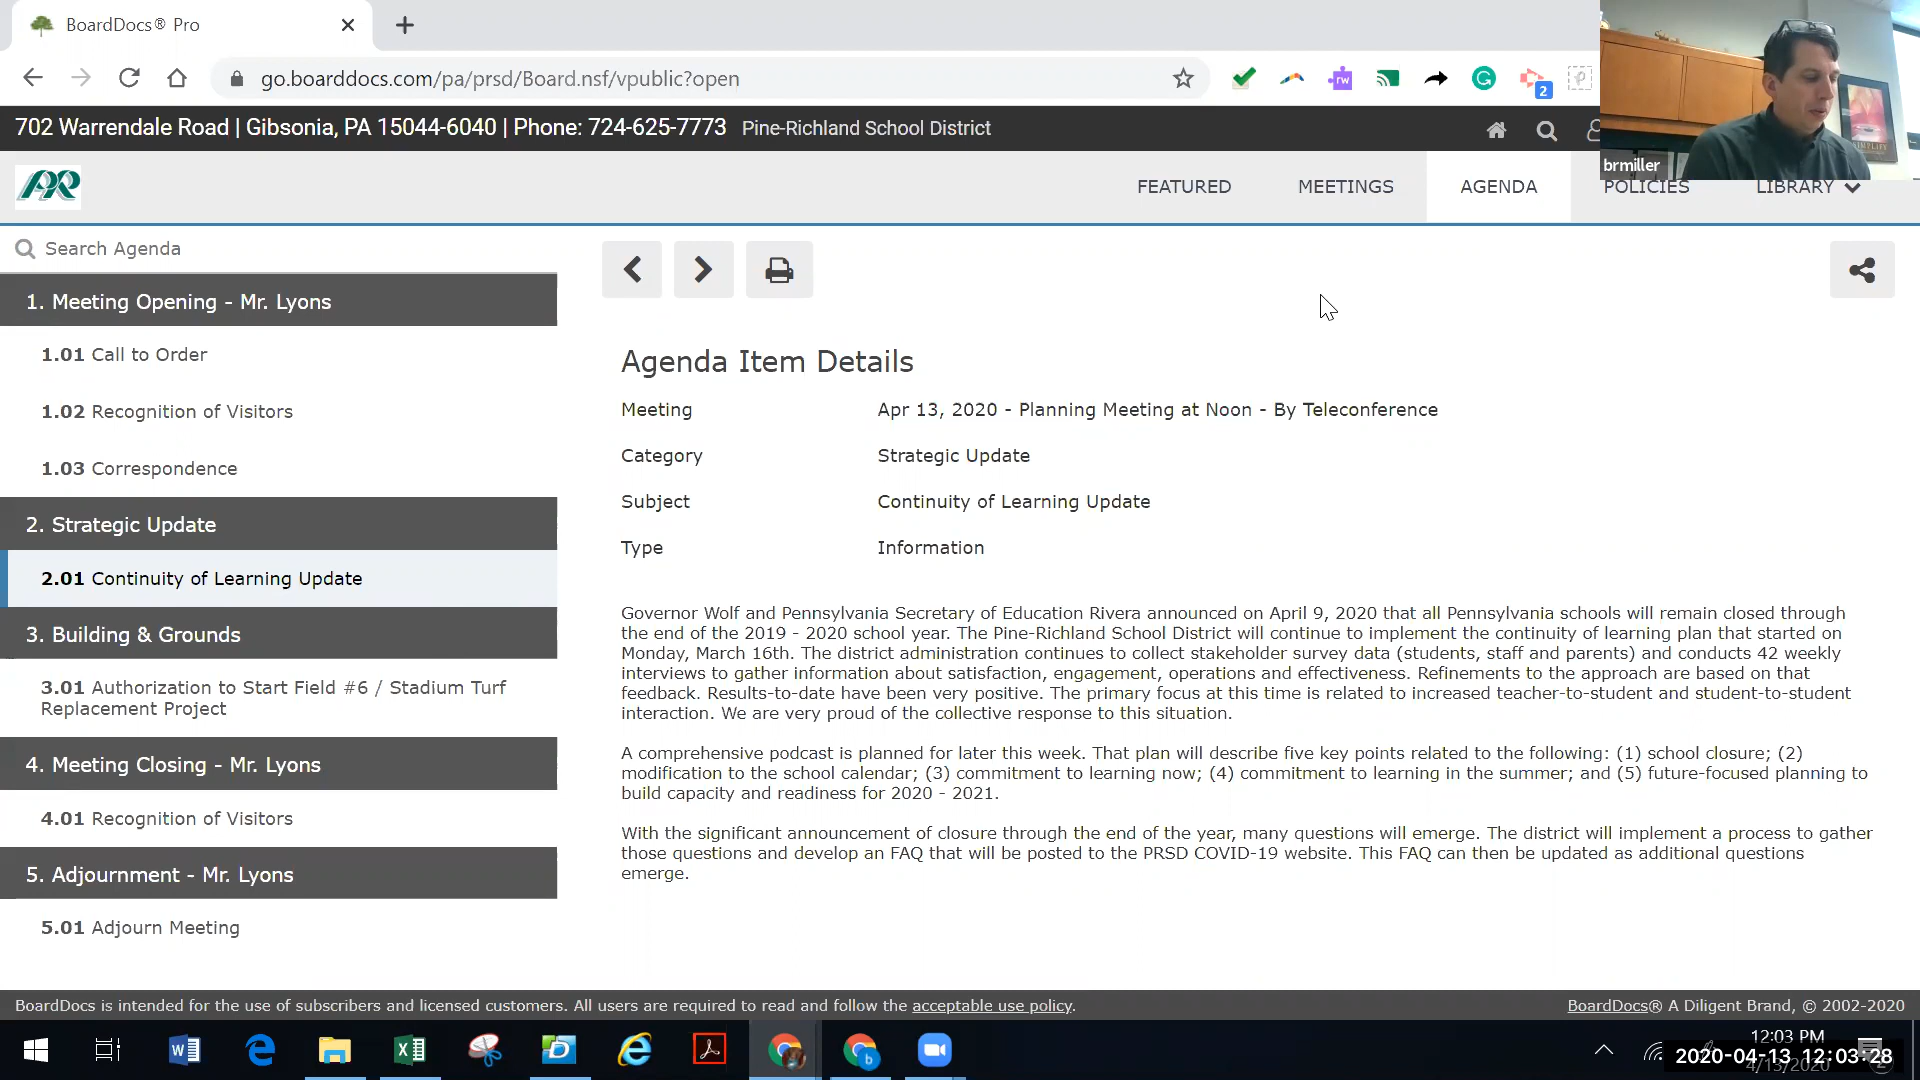 BoardDocs® Pro
go.boarddocs.com/pa/prsd/Board.nsf/vpublic?open
rw
2
702 Warrendale Road | Gibsonia, PA 15044-6040 | Phone: 724-625-7773 Pine-Richland School District
brmiller
PR
FEATURED MEETINGS AGENDA POLICIES LIBRARY
Search Agenda
1. Meeting Opening - Mr. Lyons
1.01 Call to Order
1.02 Recognition of Visitors
1.03 Correspondence
2. Strategic Update
2.01 Continuity of Learning Update
3. Building & Grounds
3.01 Authorization to Start Field #6 / Stadium Turf
Replacement Project
4. Meeting Closing - Mr. Lyons
4.01 Recognition of Visitors
5. Adjournment - Mr. Lyons
5.01 Adjourn Meeting
Agenda Item Details
Meeting Apr 13, 2020 - Planning Meeting at Noon - By Teleconference
Category Strategic Update
Subject Continuity of Learning Update
Type Information
Governor Wolf and Pennsylvania Secretary of Education Rivera announced on April 9, 2020 that all Pennsylvania schools will remain closed through
the end of the 2019 - 2020 school year. The Pine-Richland School District will continue to implement the continuity of learning plan that started on
Monday, March 16th. The district administration continues to collect stakeholder survey data (students, staff and parents) and conducts 42 weekly
interviews to gather information about satisfaction, engagement, operations and effectiveness. Refinements to the approach are based on that
feedback. Results-to-date have been very positive. The primary focus at this time is related to increased teacher-to-student and student-to-student
interaction. We are very proud of the collective response to this situation.
A comprehensive podcast is planned for later this week. That plan will describe five key points related to the following: (1) school closure; (2)
modification to the school calendar; (3) commitment to learning now; (4) commitment to learning in the summer; and (5) future-focused planning to
build capacity and readiness for 2020 - 2021.
With the significant announcement of closure through the end of the year, many questions will emerge. The district will implement a process to gather
those questions and develop an FAQ that will be posted to the PRSD COVID-19 website. This FAQ can then be updated as additional questions
emerge.
BoardDocs is intended for the use of subscribers and licensed customers. All users are required to read and follow the acceptable use policy.
BoardDocs® A Diligent Brand, © 2002-2020
12:03 PM
4/13/2020
2020-04-13 12:03:28